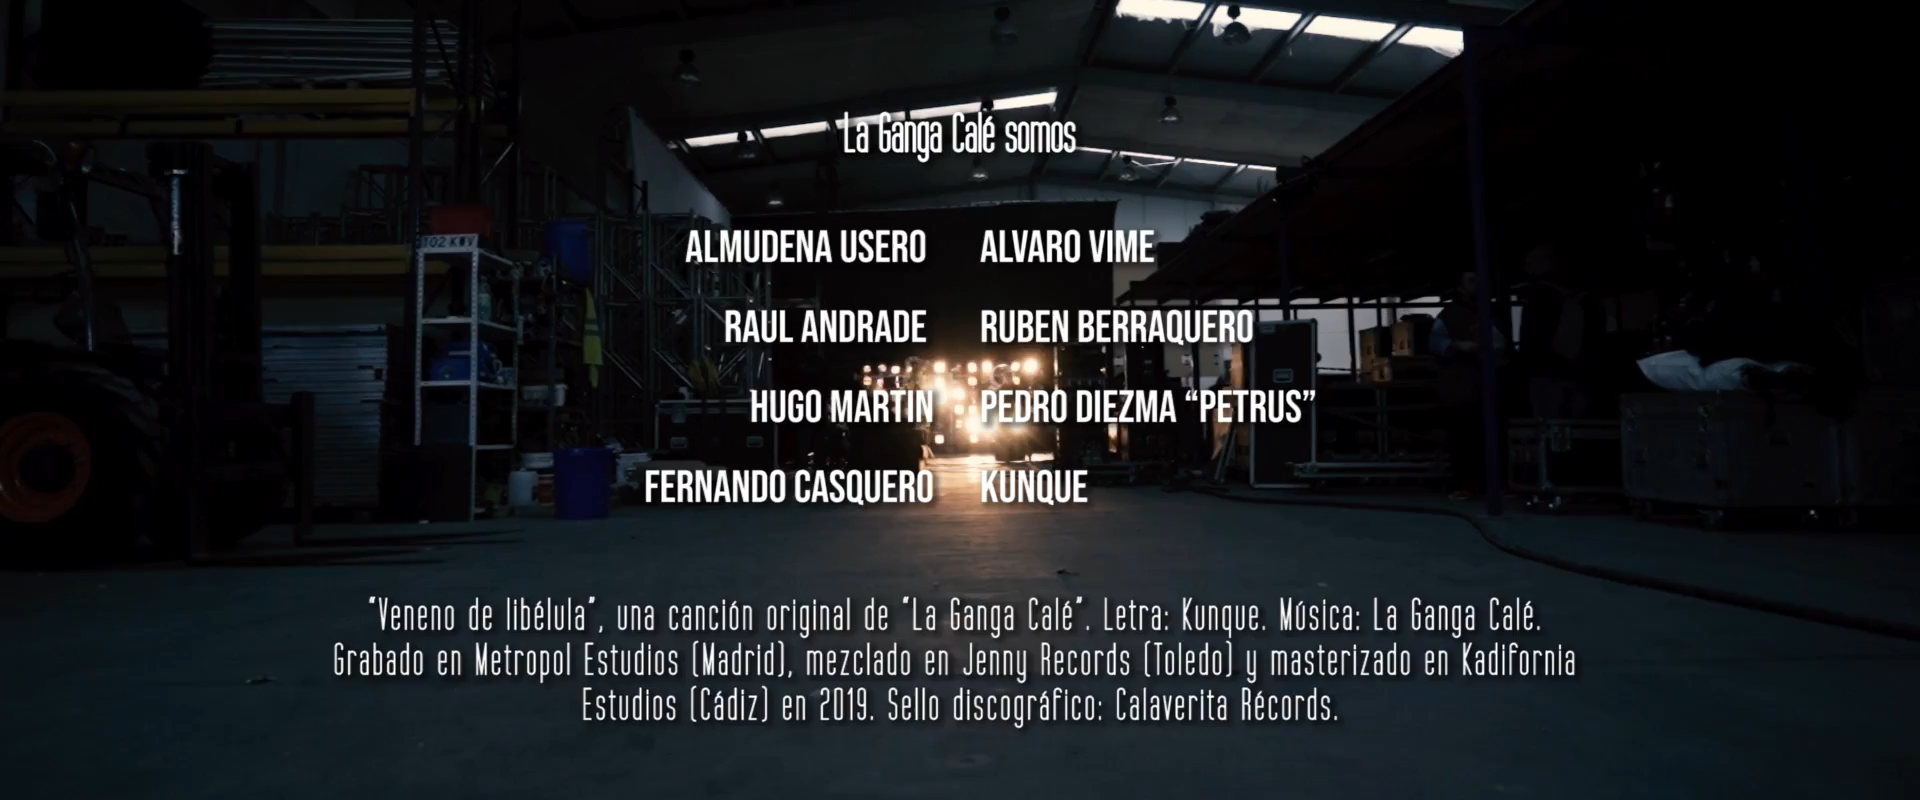 La Ganga Calé somos
ALMUDENA USERO ALVARO VIME
RAUL ANDRADE RUBEN BERRAQUERO
HUGO MARTIN PEDRO DIEZMA “PETRUS”
FERNANDO CASQUERO KUNQUE
"Veneno de libélula", una canción original de "La Ganga Calé". Letra: Kunque. Música: La Ganga Calé.
Grabado en Metropol Estudios (Madrid), mezclado en Jenny Records (Toledo) y masterizado en Kadifornia
Estudios (Cádiz) en 2019. Sello discográfico: Calaverita Récords.